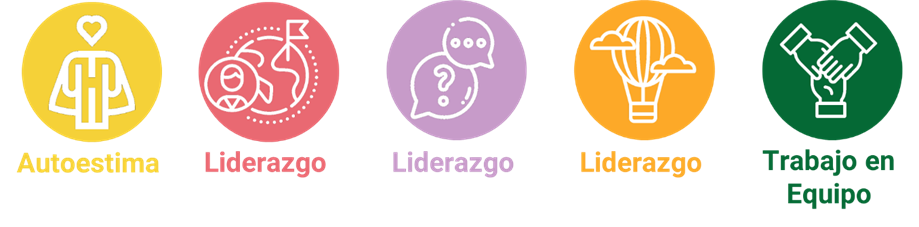 Autoestima
Liderazgo
Liderazgo
Liderazgo
Trabajo en
Equipo